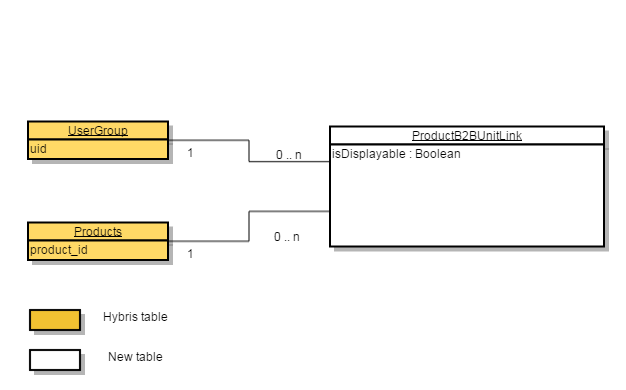 UserGroup
uid
1
0 .. n
ProductB2BUnitLink
isDisplayable : Boolean
Products
product_id
1
0 .. n
Hybris table
New table